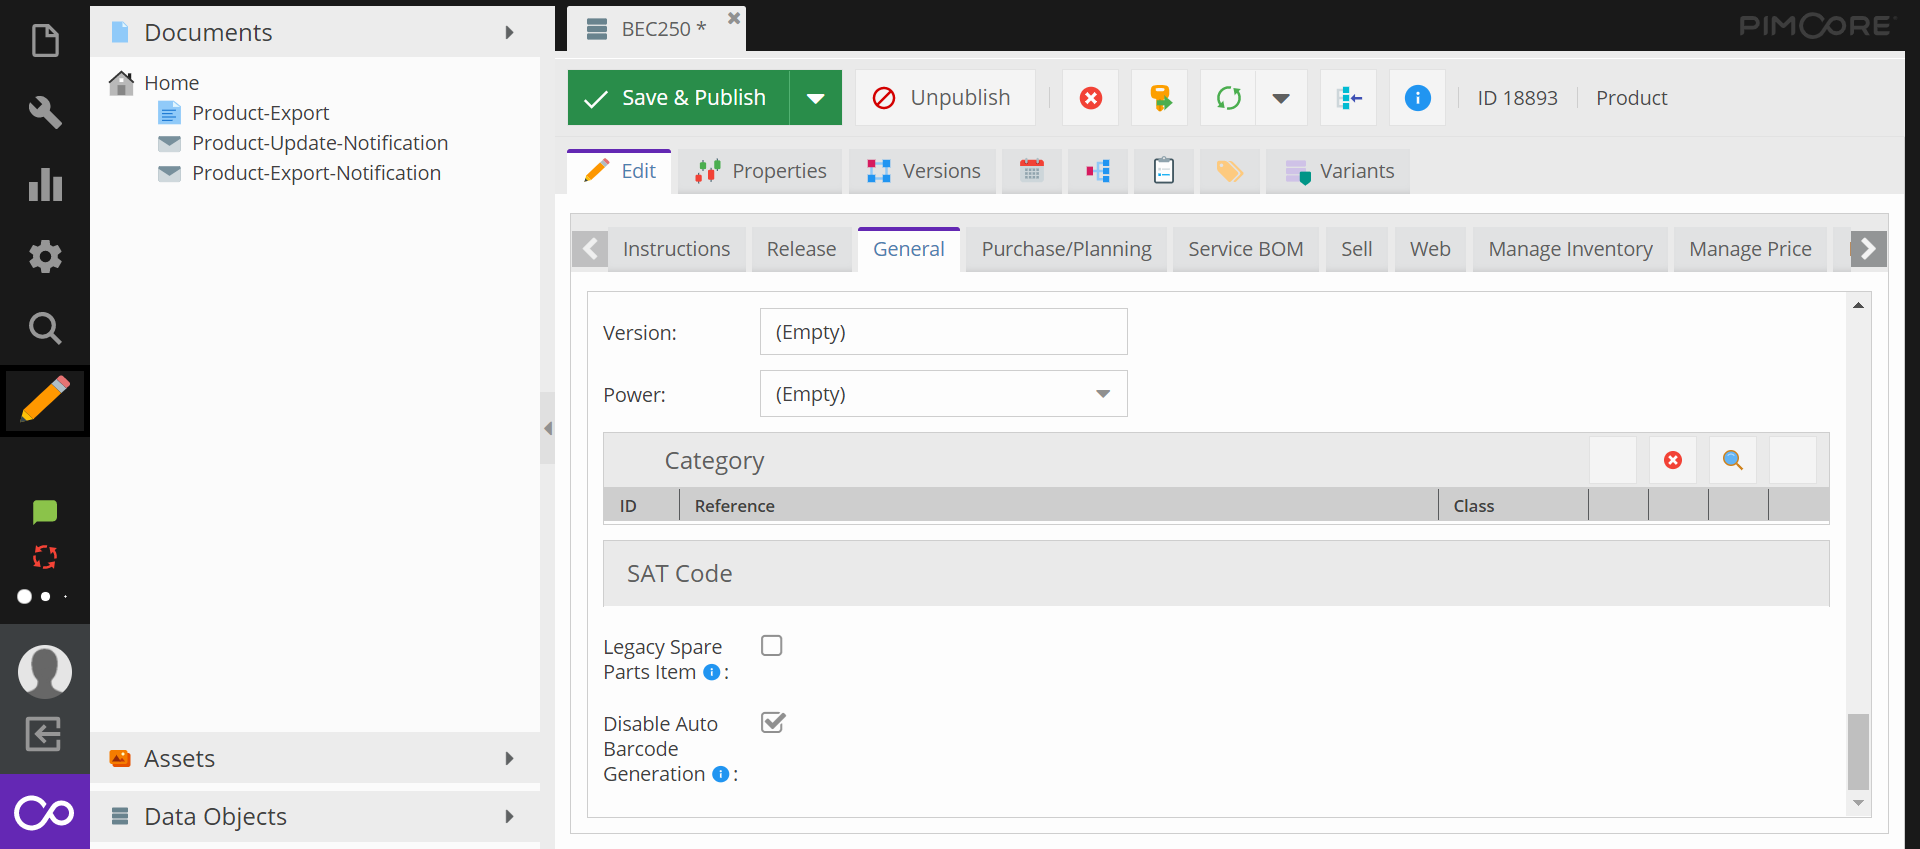 Documents
Home
Product-Export
Product-Update-Notification
Product-Export-Notification
Assets
Data Objects
BEC250 *
PIMCORE
Save & Publish
Unpublish
ID 18893
Product
Edit
Properties
Versions
Variants
Instructions
Release
General
Purchase/Planning
Service BOM
Sell
Web
Manage Inventory
Manage Price
Version:
(Empty)
Power:
(Empty)
Category
ID
Reference
Class
SAT Code
Legacy Spare
Parts Item :
Disable Auto
Barcode
Generation :